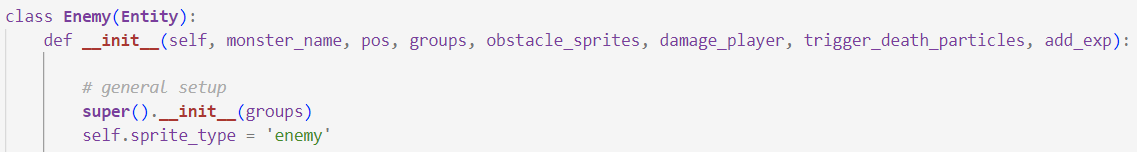 class Enemy(Entity):
def __init__(self, monster_name, pos, groups, obstacle_sprites, damage_player, trigger_death_particles, add_exp):
# general setup
super().__init__(groups)
self.sprite_type = 'enemy'